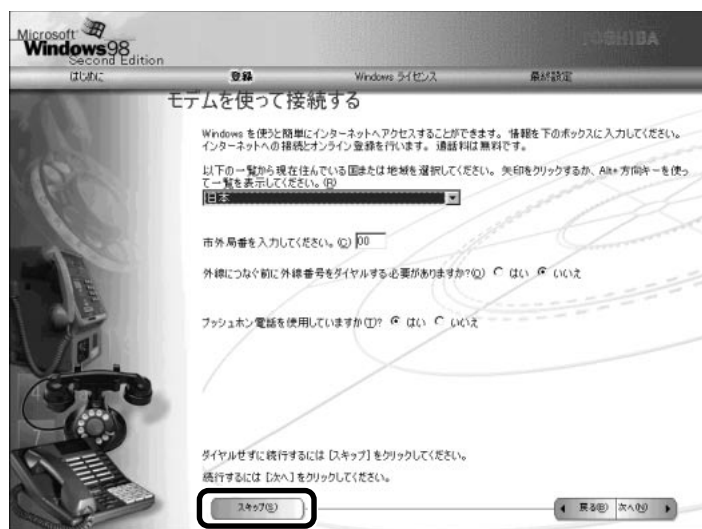 Microsoft
Windows98
Second Edition
TOSHIBA
はじめに 登録 Windows ライセンス 最終設定
モデムを使って接続する
Windows を使うと簡単にインターネットへアクセスすることができます。 情報を下のボックスに入力してください。
インターネットへの接続とオンライン登録を行います。 通話料は無料です。
以下の一覧から現在住んでいる国または地域を選択してください。 矢印をクリックするか、Alt+方向キーを使っ
て一覧を表示してください。(R)
日本
市外局番を入力してください。(C) 00
外線につなぐ前に外線番号をダイヤルする必要がありますか?(O) はい いいえ
プッシュホン電話を使用していますか(T)? はい いいえ
ダイヤルせずに続行するには [スキップ] をクリックしてください。
続行するには [次へ] をクリックしてください。
スキップ(S) 戻る(B) 次へ(N)